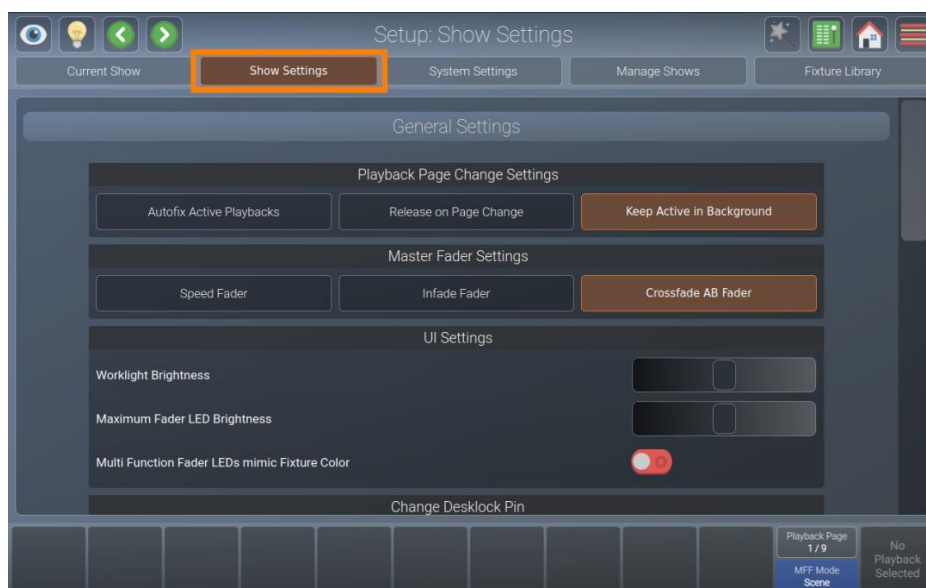 Setup: Show Settings
Current Show
Show Settings
System Settings
Manage Shows
Fixture Library
General Settings
Playback Page Change Settings
Autofix Active Playbacks
Release on Page Change
Keep Active in Background
Master Fader Settings
Speed Fader
Infade Fader
Crossfade AB Fader
UI Settings
Worklight Brightness
Maximum Fader LED Brightness
Multi Function Fader LEDs mimic Fixture Color
Change Desklock Pin
Playback Page
1/9
MFF Mode
Scene
No
Playback
Selected